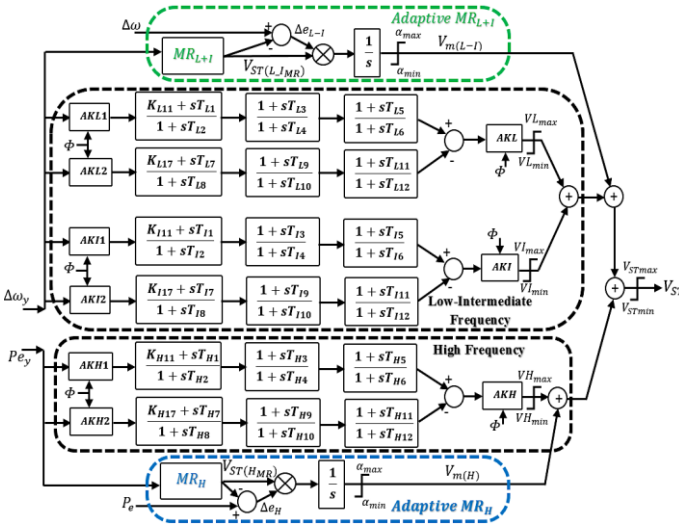 Δω
Adaptive MR_{L+I}
+
-
Δe_{L-I}
MR_{L+I}
V_{ST(L_I_{MR})}
1/s
α_{max}
α_{min}
V_{m(L-I)}
AKL1
K_{L11} + sT_{L1} / 1 + sT_{L2}
1 + sT_{L3} / 1 + sT_{L4}
1 + sT_{L5} / 1 + sT_{L6}
Φ
+
-
AKL
Φ
VL_{max}
VL_{min}
AKL2
K_{L17} + sT_{L7} / 1 + sT_{L8}
1 + sT_{L9} / 1 + sT_{L10}
1 + sT_{L11} / 1 + sT_{L12}
+
+
AKI1
K_{I11} + sT_{I1} / 1 + sT_{I2}
1 + sT_{I3} / 1 + sT_{I4}
1 + sT_{I5} / 1 + sT_{I6}
Φ
+
-
Φ
AKI
VI_{max}
VI_{min}
AKI2
K_{I17} + sT_{I7} / 1 + sT_{I8}
1 + sT_{I9} / 1 + sT_{I10}
1 + sT_{I11} / 1 + sT_{I12}
Δω_y
Low-Intermediate
Frequency
+
V_{STmax}
V_{STmin}
V_{ST}
Pe_y
High Frequency
AKH1
K_{H11} + sT_{H1} / 1 + sT_{H2}
1 + sT_{H3} / 1 + sT_{H4}
1 + sT_{H5} / 1 + sT_{H6}
Φ
+
-
AKH
Φ
VH_{max}
VH_{min}
+
AKH2
K_{H17} + sT_{H7} / 1 + sT_{H8}
1 + sT_{H9} / 1 + sT_{H10}
1 + sT_{H11} / 1 + sT_{H12}
MR_H
V_{ST(H_{MR})}
-
+
Δe_H
1/s
α_{max}
α_{min}
V_{m(H)}
P_e
Adaptive MR_H